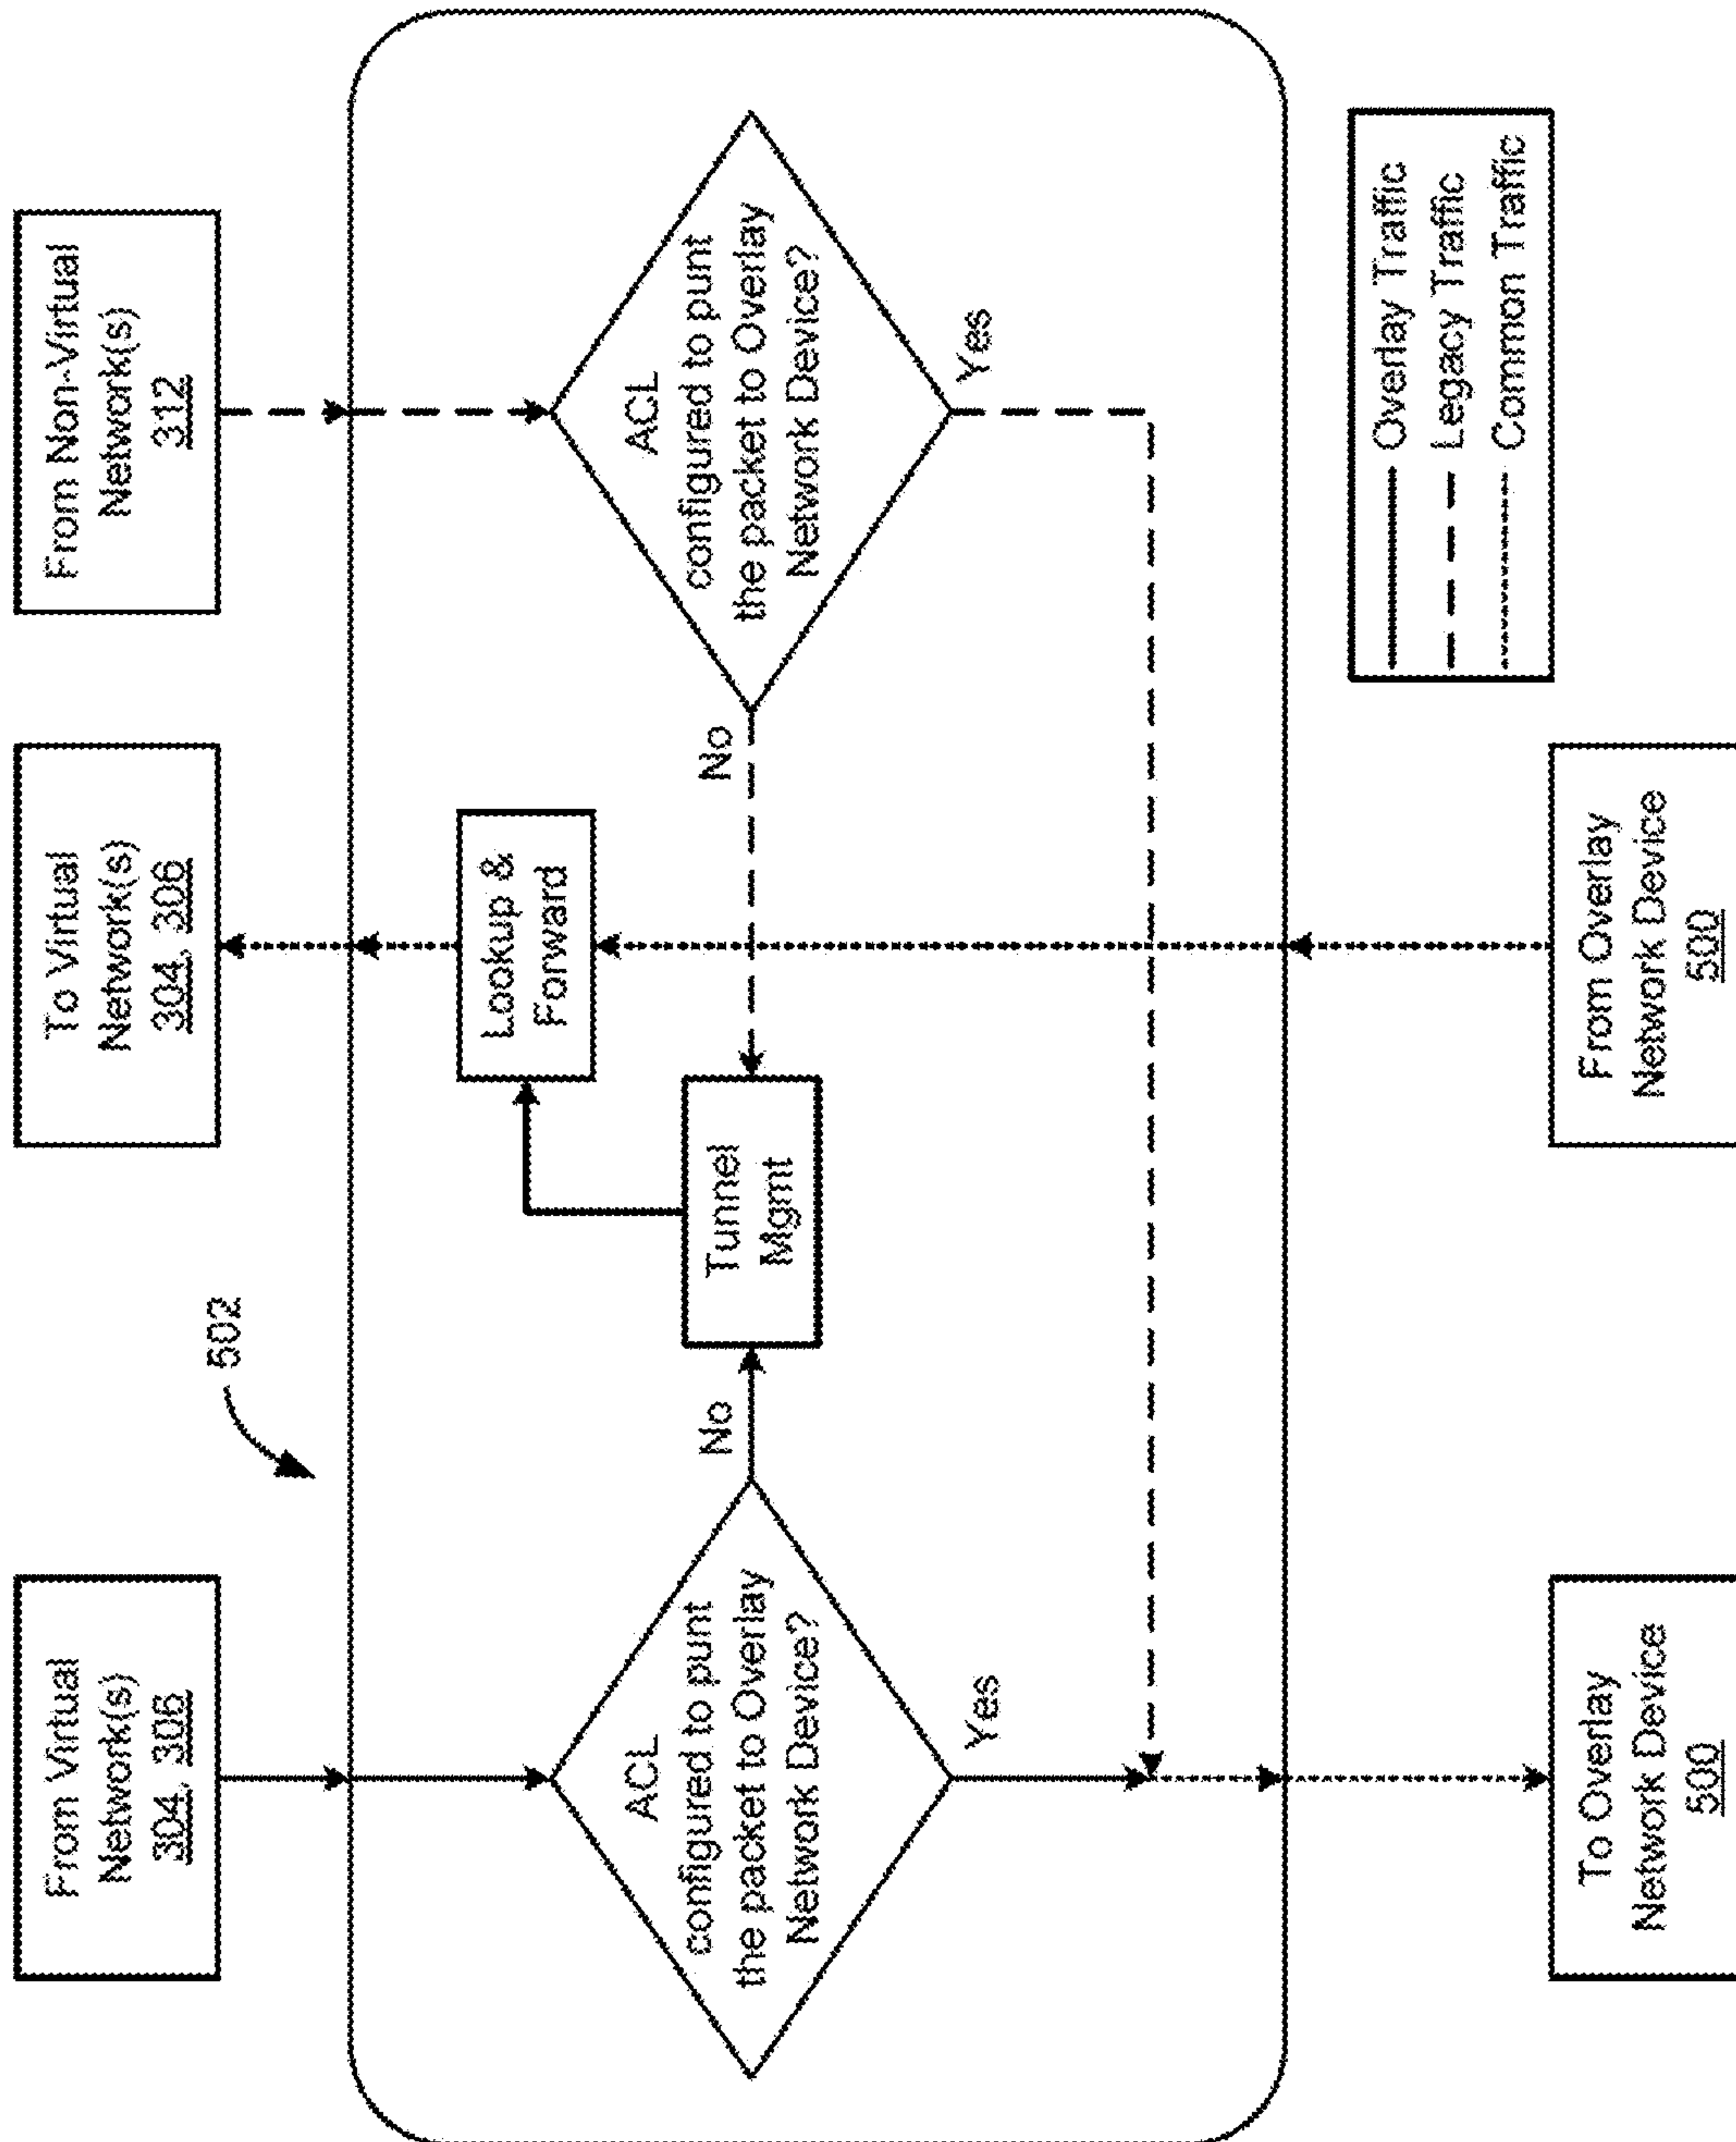 From Virtual
Network(s)
304, 306
To Virtual
Network(s)
304, 306
From Non-Virtual
Network(s)
312
502
ACL
configured to punt
the packet to Overlay
Network Device?
No
Yes
Tunnel
Mgmt
Lookup &
Forward
No
ACL
configured to punt
the packet to Overlay
Network Device?
Yes
To Overlay
Network Device
500
From Overlay
Network Device
500
Overlay Traffic
Legacy Traffic
Common Traffic